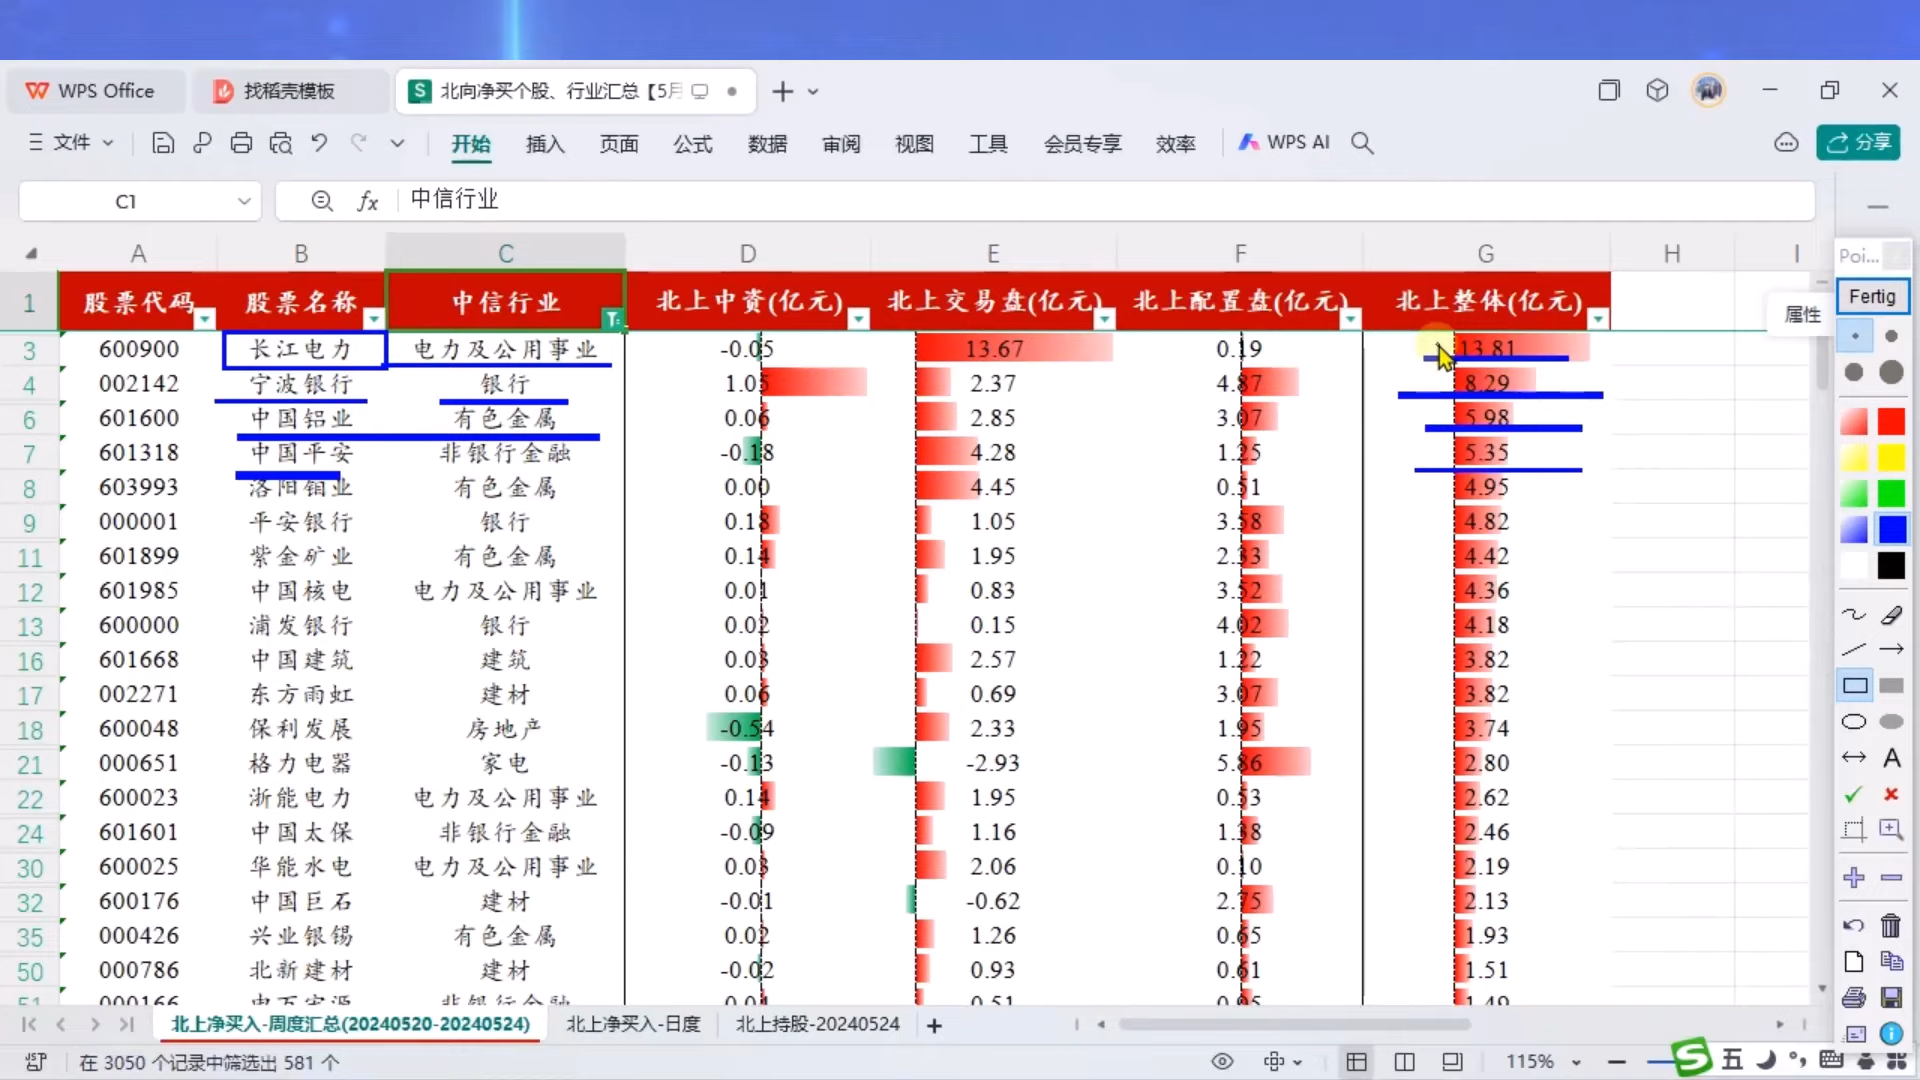 WPS Office 找稻壳模板 北向净买个股、行业汇总【5月
文件 开始 插入 页面 公式 数据 审阅 视图 工具 会员专享 效率 WPS AI 分享
C1 fx 中信行业
A B C D E F G H I
Poi...
1 股票代码 股票名称 中信行业 北上中资(亿元) 北上交易盘(亿元) 北上配置盘(亿元) 北上整体(亿元)
Fertig
属性
3 600900 长江电力 电力及公用事业 -0.05 13.67 0.19 13.81
4 002142 宁波银行 银行 1.05 2.37 4.87 8.29
6 601600 中国铝业 有色金属 0.06 2.85 3.07 5.98
7 601318 中国平安 非银行金融 -0.18 4.28 1.25 5.35
8 603993 洛阳钼业 有色金属 0.00 4.45 0.51 4.95
9 000001 平安银行 银行 0.18 1.05 3.58 4.82
11 601899 紫金矿业 有色金属 0.14 1.95 2.33 4.42
12 601985 中国核电 电力及公用事业 0.01 0.83 3.52 4.36
13 600000 浦发银行 银行 0.02 0.15 4.02 4.18
16 601668 中国建筑 建筑 0.03 2.57 1.22 3.82
17 002271 东方雨虹 建材 0.06 0.69 3.07 3.82
18 600048 保利发展 房地产 -0.54 2.33 1.95 3.74
21 000651 格力电器 家电 -0.13 -2.93 5.86 2.80
22 600023 浙能电力 电力及公用事业 0.14 1.95 0.53 2.62
24 601601 中国太保 非银行金融 -0.09 1.16 1.38 2.46
30 600025 华能水电 电力及公用事业 0.03 2.06 0.10 2.19
32 600176 中国巨石 建材 -0.01 -0.62 2.75 2.13
35 000426 兴业银锡 有色金属 0.02 1.26 0.65 1.93
50 000786 北新建材 建材 -0.02 0.93 0.61 1.51
51 000166 申万宏源 非银行金融 0.04 0.51 0.95 1.49
北上净买入-周度汇总(20240520-20240524) 北上净买入-日度 北上持股-20240524
在 3050 个记录中筛选出 581 个 115% 五